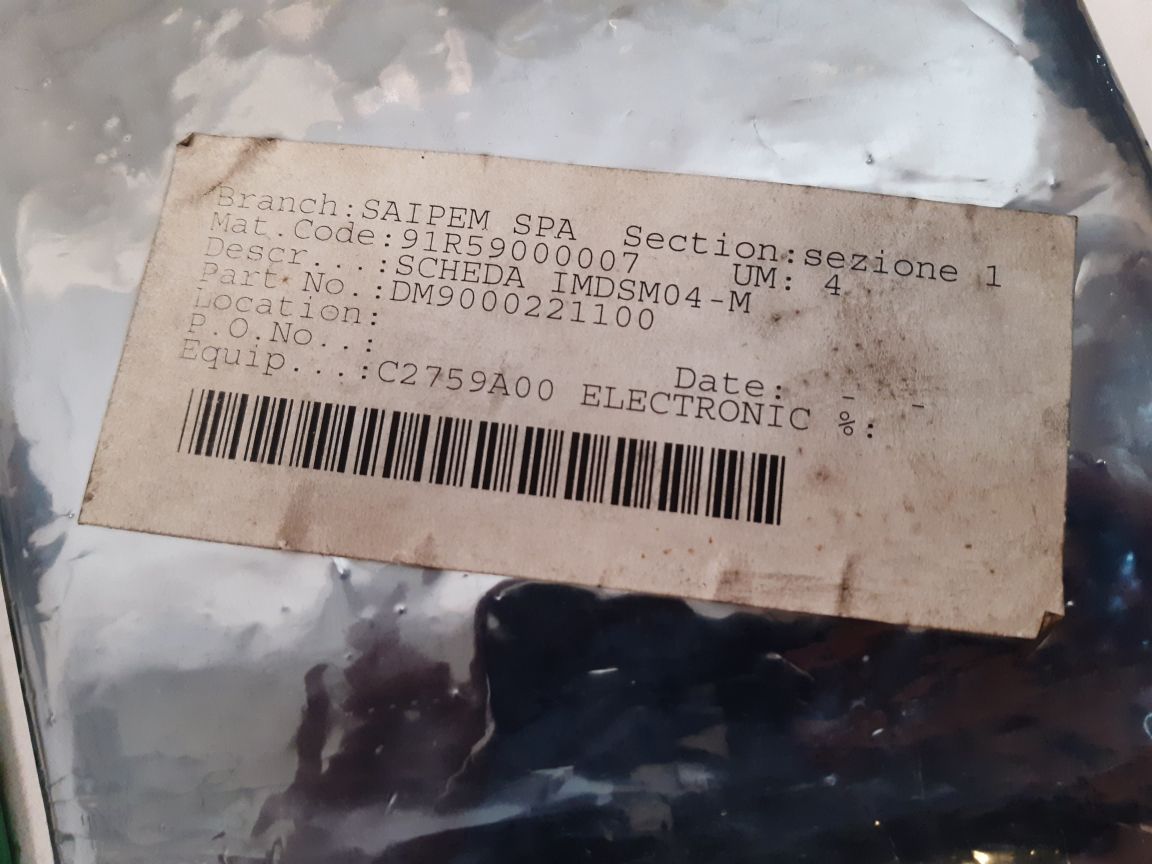 Branch:SAIPEM SPA Section:sezione 1
Mat.Code:91R59000007 UM: 4
Descr...:SCHEDA IMDSM04-M
Part No.:DM9000221100
Location:
P.O.No..: Date: - -
Equip...:C2759A00 ELECTRONIC %: